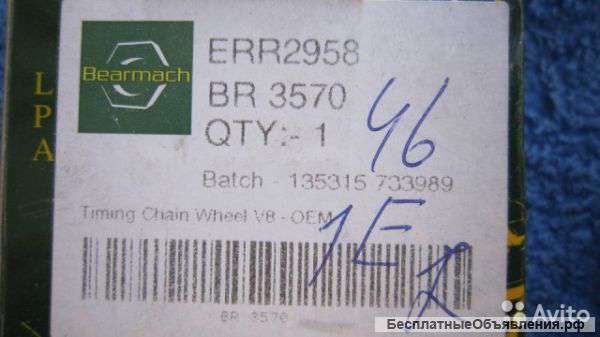 Bearmach
ERR2958
BR 3570
QTY:- 1
46
Batch - 135315 733989
Timing Chain Wheel V8 - OEM
1E
BR 3570
L
P
A
Avito
БесплатныеОбъявления.рф